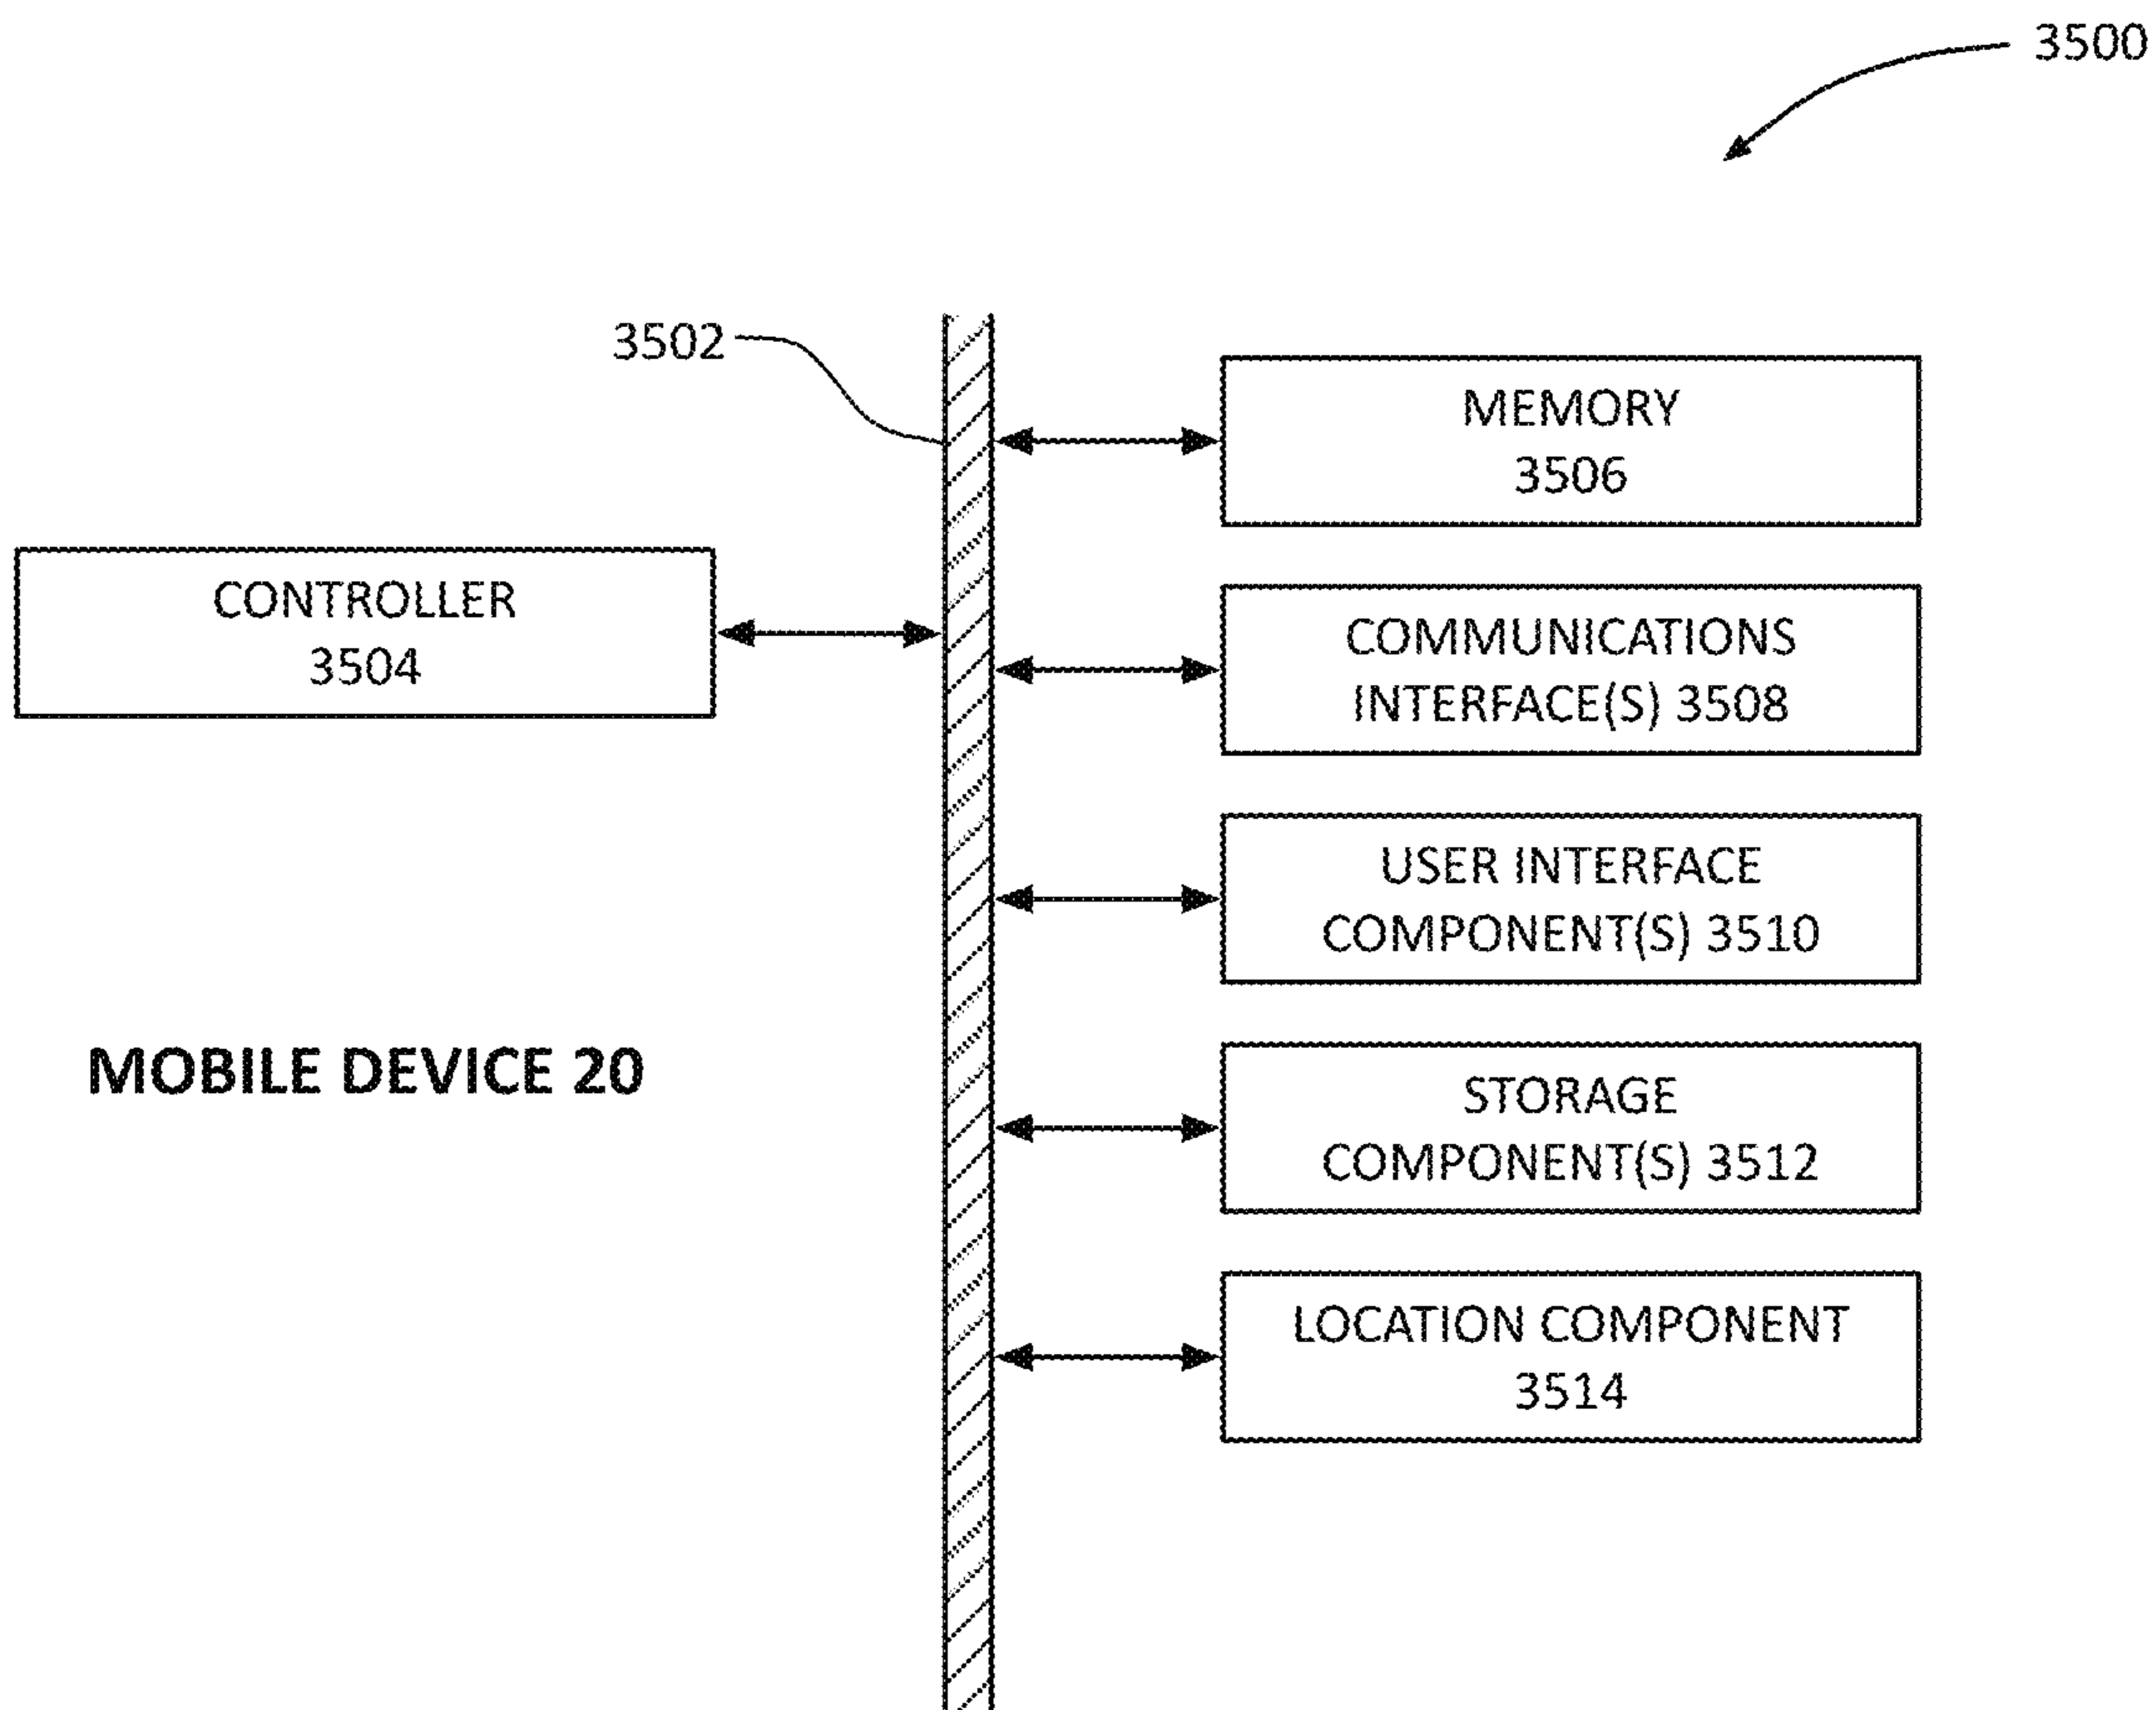 3500
3502
MEMORY
3506
CONTROLLER
3504
COMMUNICATIONS
INTERFACE(S) 3508
USER INTERFACE
COMPONENT(S) 3510
MOBILE DEVICE 20
STORAGE
COMPONENT(S) 3512
LOCATION COMPONENT
3514